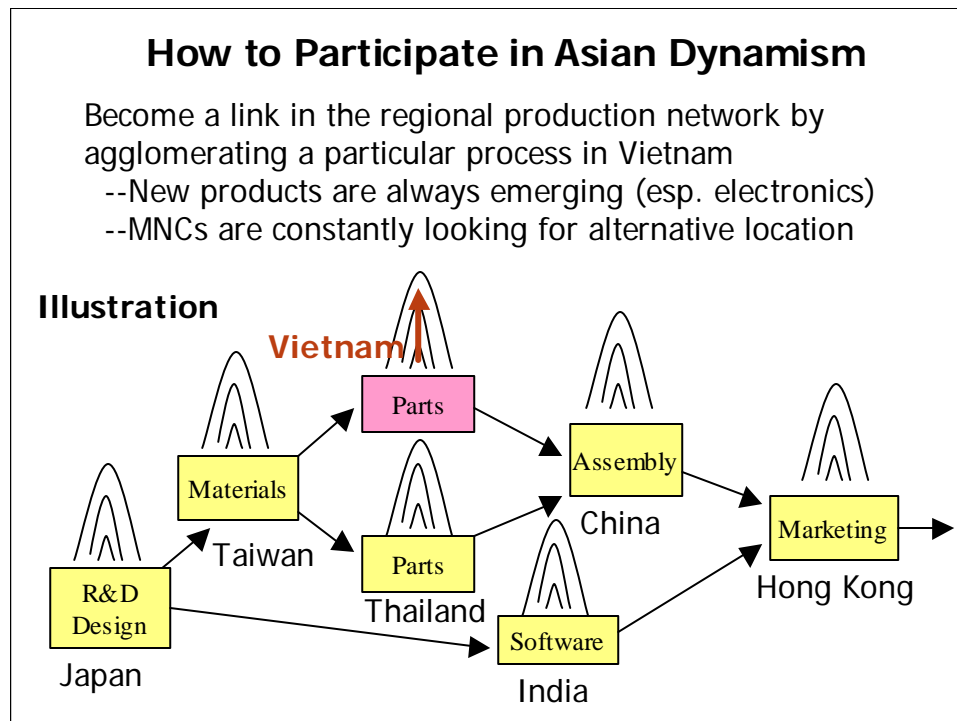 How to Participate in Asian Dynamism
Become a link in the regional production network by
agglomerating a particular process in Vietnam
--New products are always emerging (esp. electronics)
--MNCs are constantly looking for alternative location
Illustration
Vietnam
Parts
Materials
Taiwan
Assembly
China
Parts
Thailand
Marketing
Hong Kong
R&D
Design
Japan
Software
India